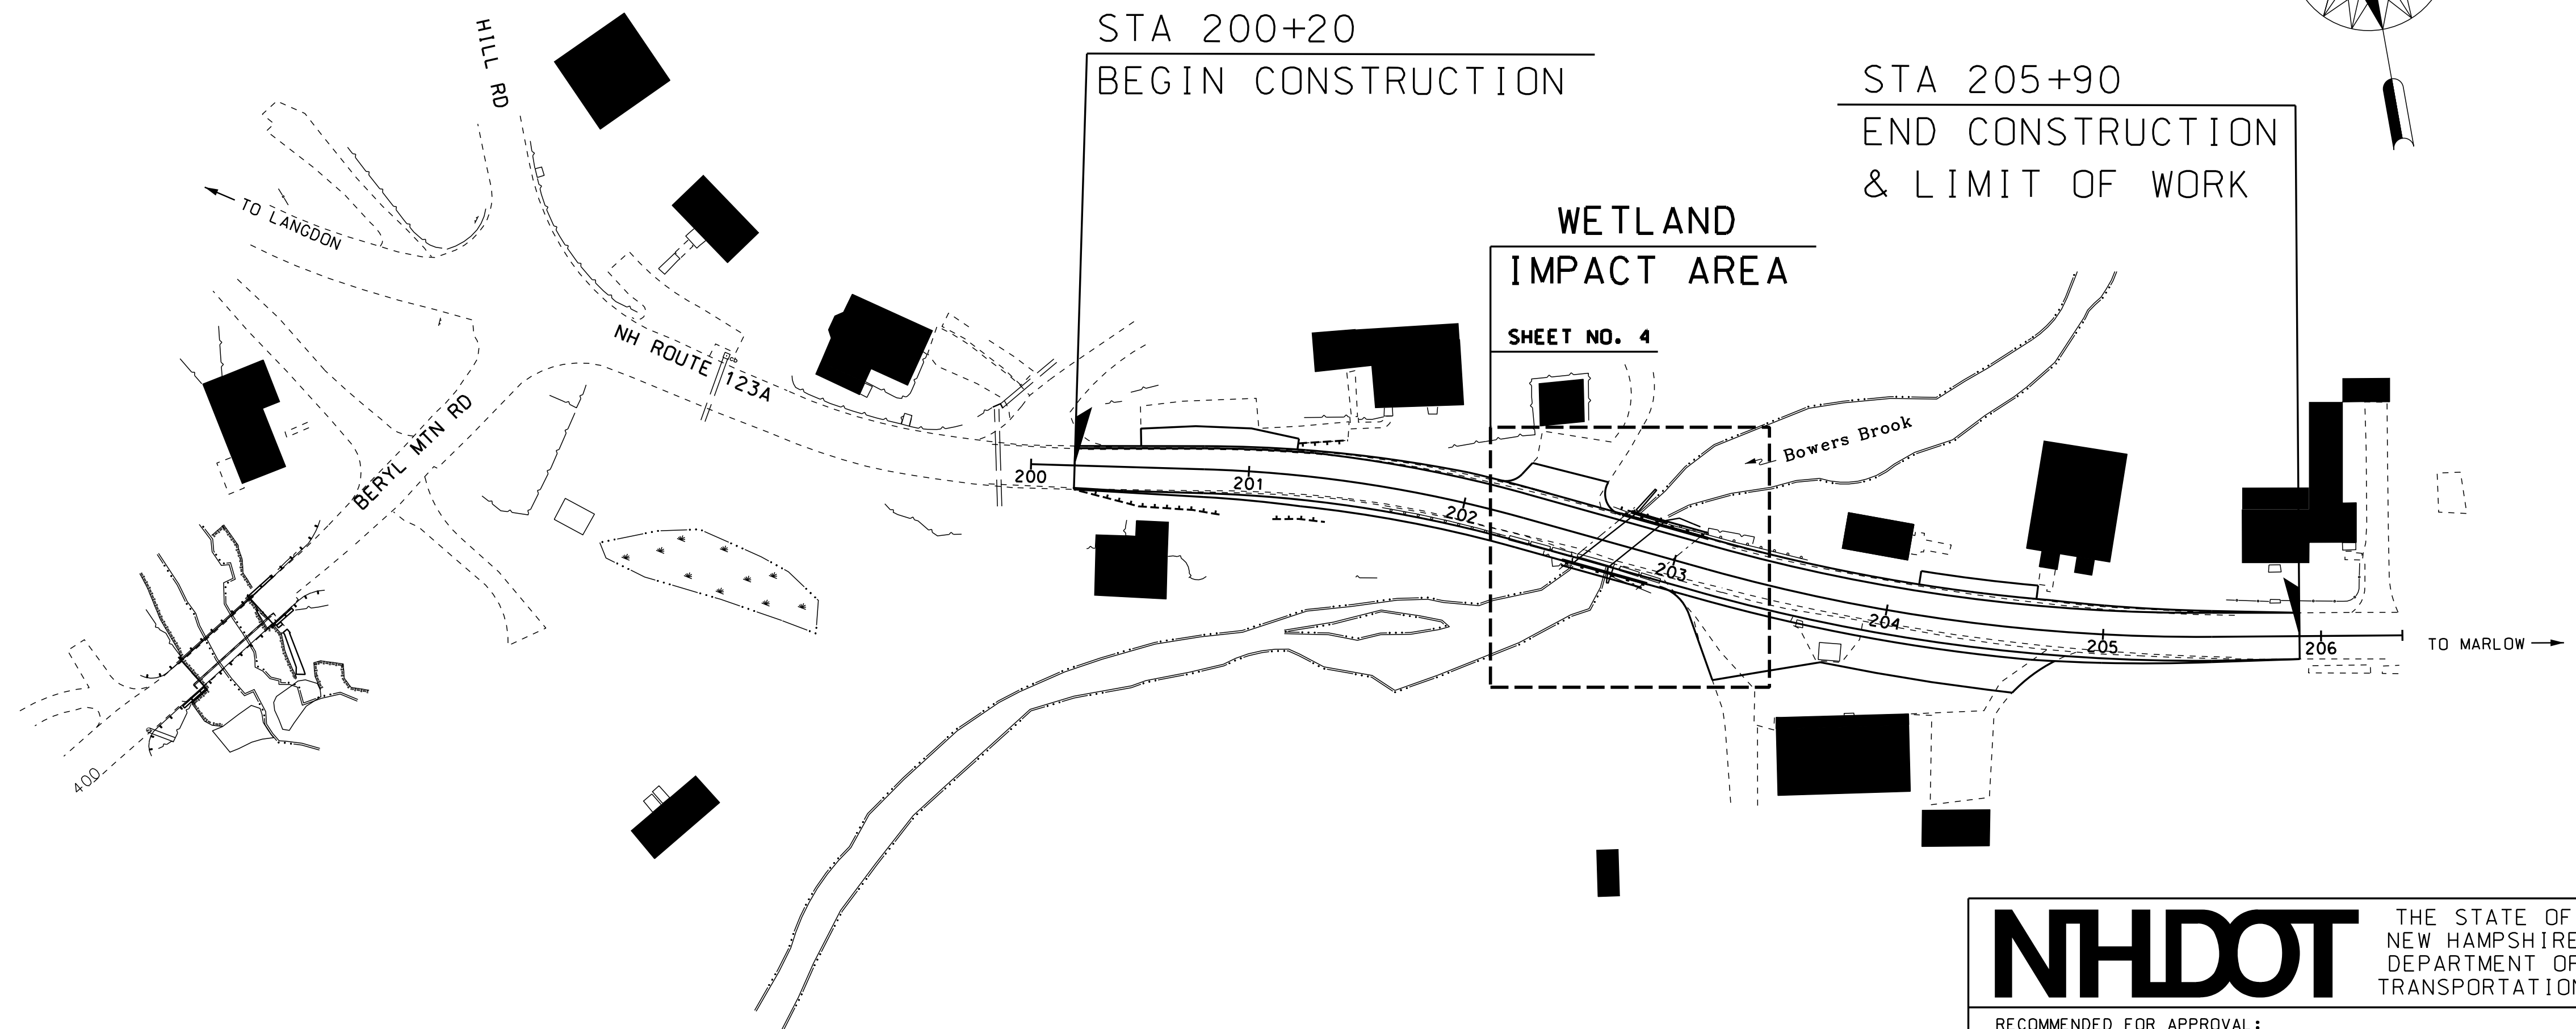 STA 200+20
BEGIN CONSTRUCTION
STA 205+90
END CONSTRUCTION
& LIMIT OF WORK
WETLAND
IMPACT AREA
SHEET NO. 4
HILL RD
TO LANGDON
NH ROUTE 123A
cb
BERYL MTN RD
Bowers Brook
200
201
202
203
204
205
206
TO MARLOW
400
NHDOT
THE STATE OF
NEW HAMPSHIRE
DEPARTMENT OF
TRANSPORTATION
RECOMMENDED FOR APPROVAL: